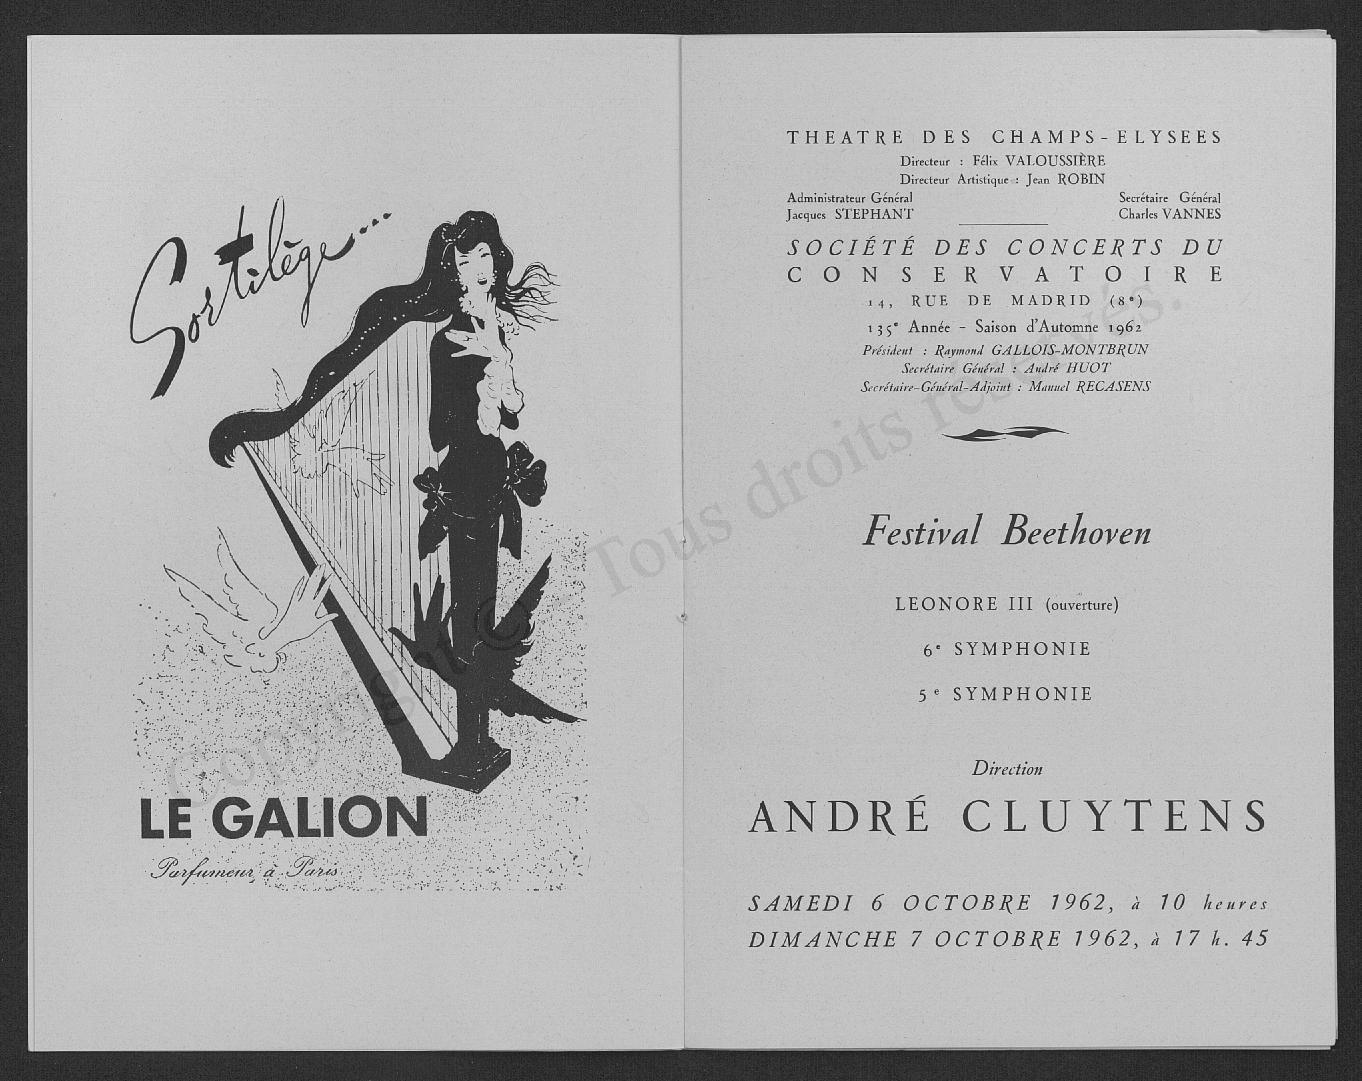 Sortilège...
LE GALION
Parfumeur à Paris
THEATRE DES CHAMPS-ELYSEES
Directeur : Félix VALOUSSIÈRE
Directeur Artistique : Jean ROBIN
Administrateur Général
Jacques STEPHANT
Secrétaire Général
Charles VANNES
SOCIÉTÉ DES CONCERTS DU
CONSERVATOIRE
14, RUE DE MADRID (8e)
135e Année - Saison d'Automne 1962
Président : Raymond GALLOIS-MONTBRUN
Secrétaire Général : André HUOT
Secrétaire-Général-Adjoint : Manuel RECASENS
Festival Beethoven
LEONORE III (ouverture)
6e SYMPHONIE
5e SYMPHONIE
Direction
ANDRÉ CLUYTENS
SAMEDI 6 OCTOBRE 1962, à 10 heures
DIMANCHE 7 OCTOBRE 1962, à 17 h. 45
Copyright © - Tous droits réservés.